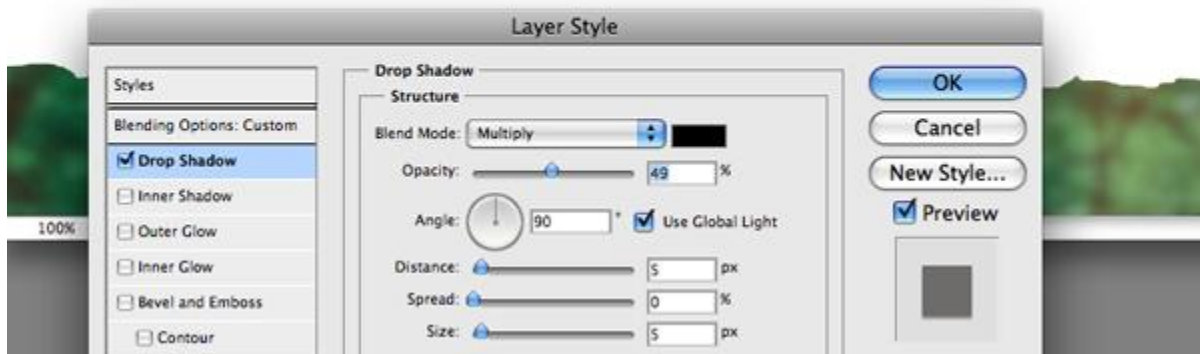 Layer Style
Styles
Blending Options: Custom
Drop Shadow
Inner Shadow
Outer Glow
Inner Glow
Bevel and Emboss
Contour
Drop Shadow
Structure
Blend Mode: Multiply
Opacity: 49 %
Angle: 90 ° Use Global Light
Distance: 5 px
Spread: 0 %
Size: 5 px
OK
Cancel
New Style...
Preview
100%